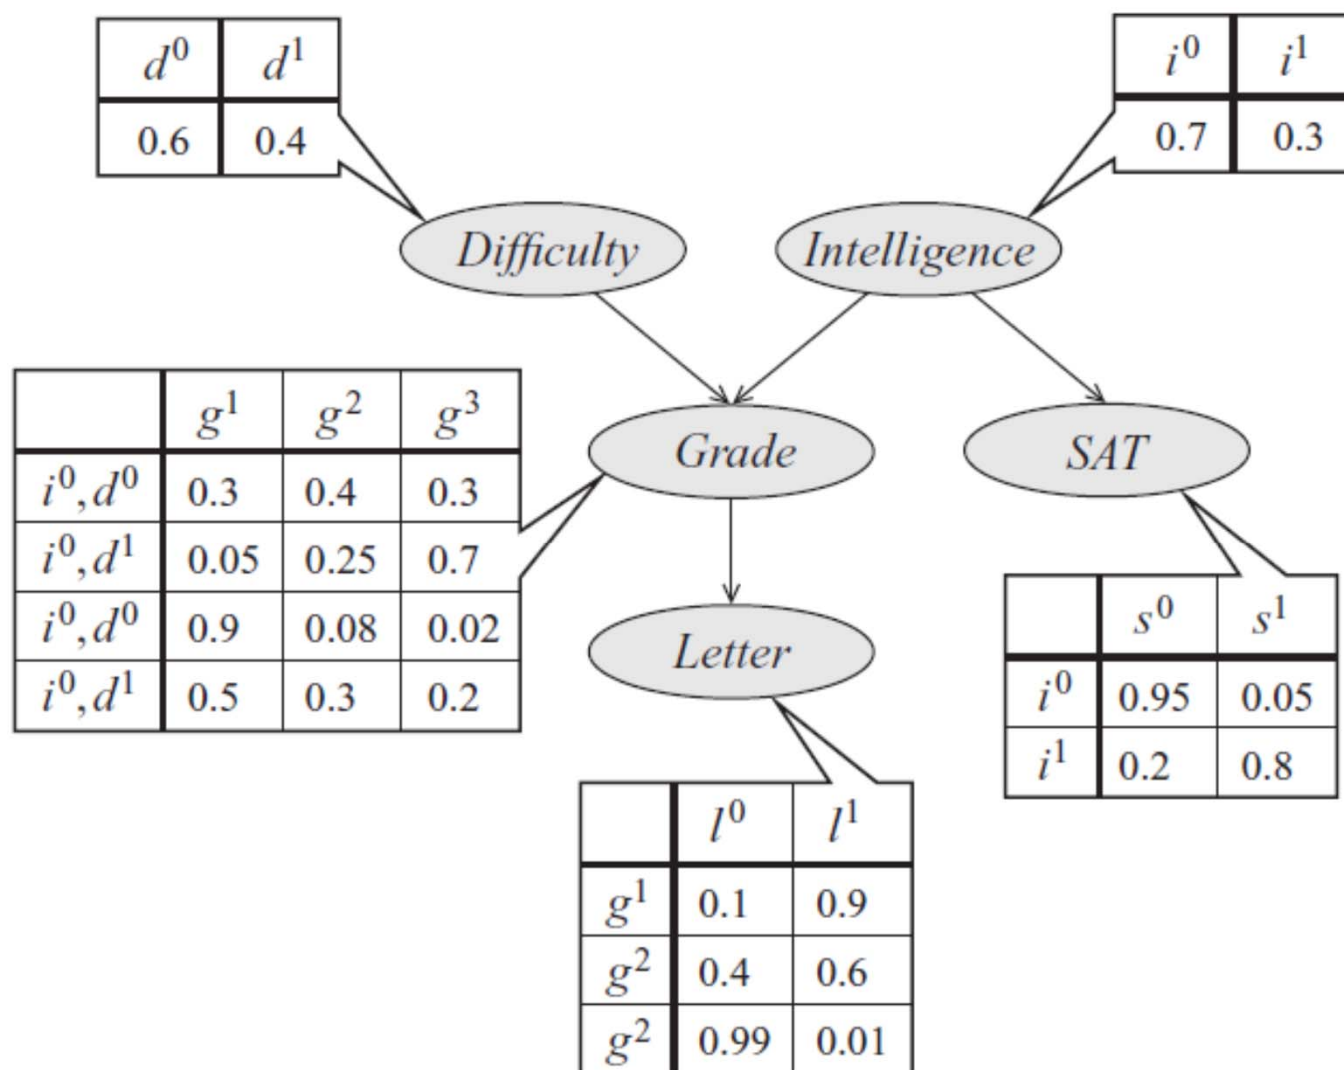 d⁰ d¹
0.6 0.4
i⁰ i¹
0.7 0.3
Difficulty
Intelligence
g¹ g² g³
i⁰,d⁰ 0.3 0.4 0.3
i⁰,d¹ 0.05 0.25 0.7
i⁰,d⁰ 0.9 0.08 0.02
i⁰,d¹ 0.5 0.3 0.2
Grade
SAT
s⁰ s¹
i⁰ 0.95 0.05
i¹ 0.2 0.8
Letter
l⁰ l¹
g¹ 0.1 0.9
g² 0.4 0.6
g² 0.99 0.01